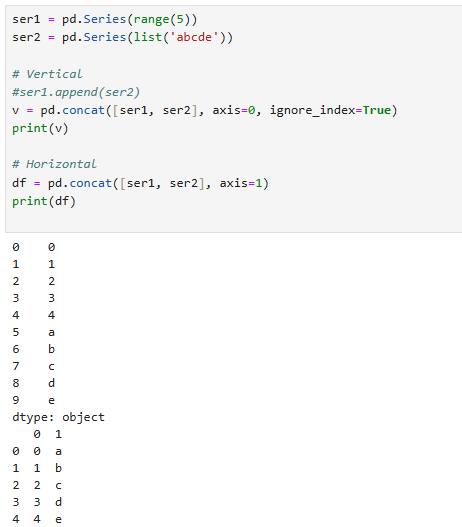 ser1 = pd.Series(range(5))
ser2 = pd.Series(list('abcde'))
# Vertical
#ser1.append(ser2)
v = pd.concat([ser1, ser2], axis=0, ignore_index=True)
print(v)
# Horizontal
df = pd.concat([ser1, ser2], axis=1)
print(df)
0    0
1    1
2    2
3    3
4    4
5    a
6    b
7    c
8    d
9    e
dtype: object
   0  1
0  0  a
1  1  b
2  2  c
3  3  d
4  4  e